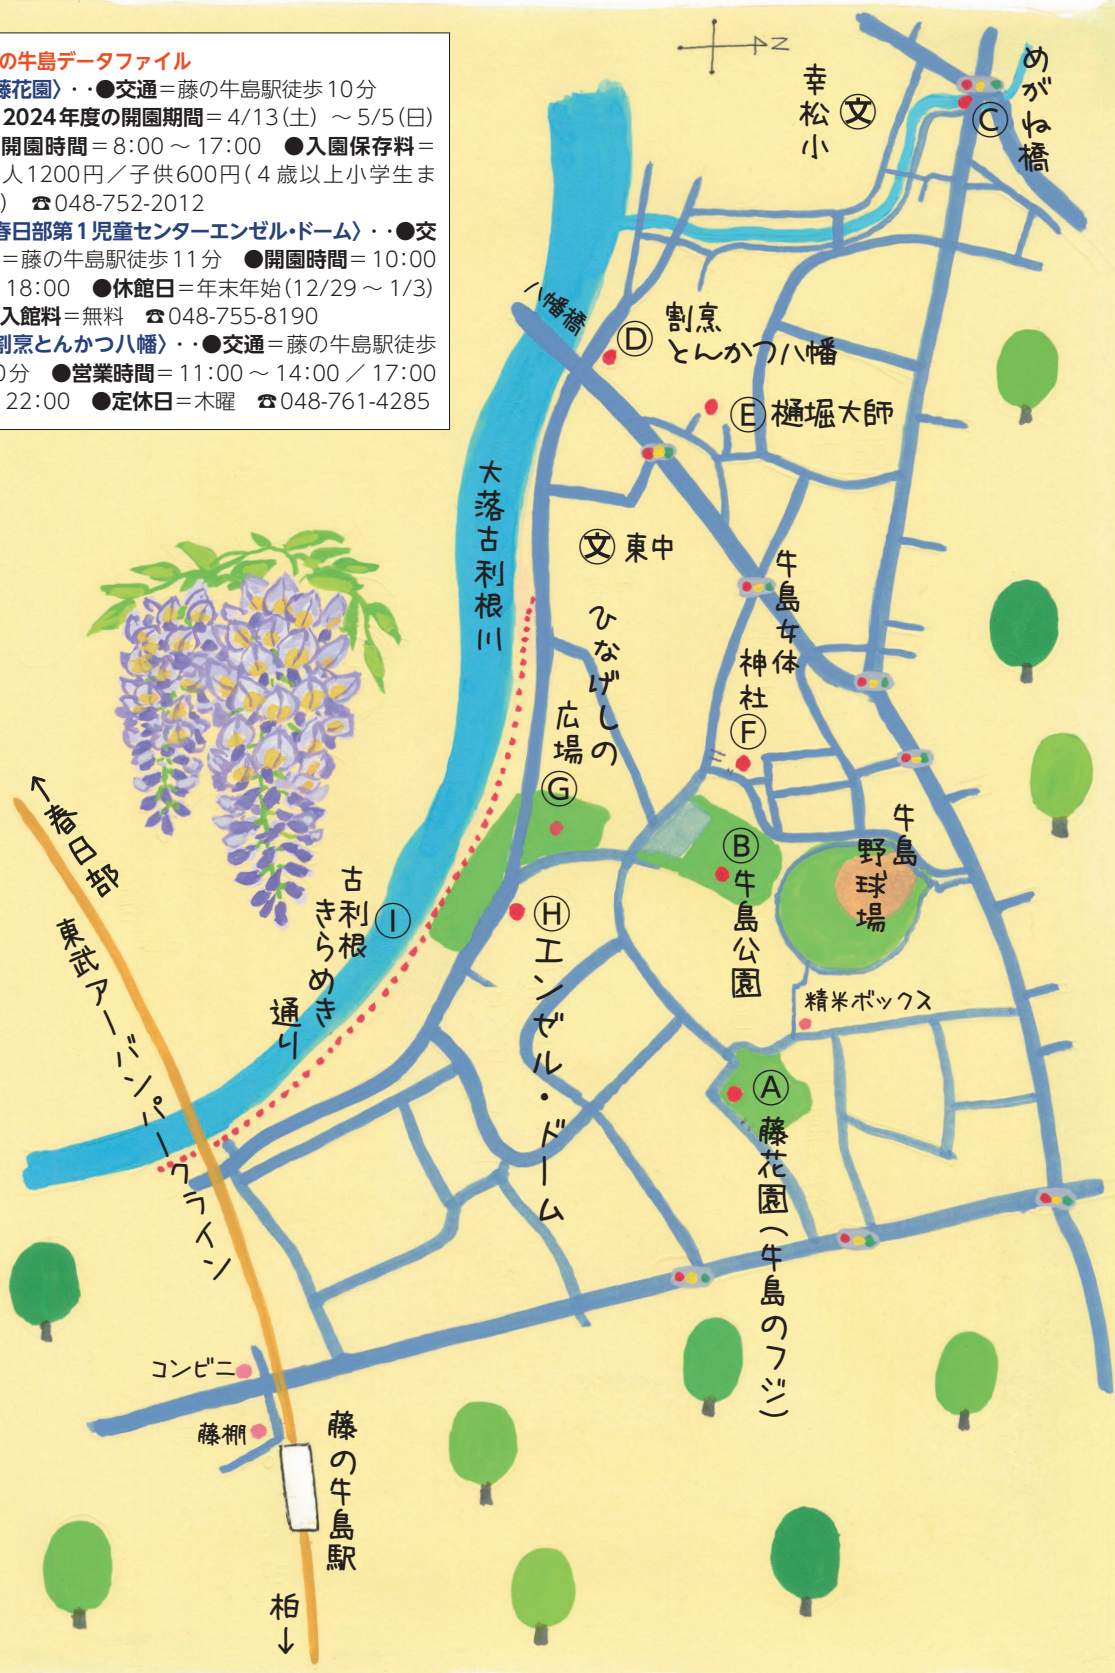 の牛島データファイル
藤花園〉‥●交通＝藤の牛島駅徒歩10分
2024年度の開園期間＝4/13(土) ～ 5/5(日)
開園時間＝8:00 ～ 17:00 ●入園保存料＝
人1200円／子供600円(4歳以上小学生ま
) ☎048-752-2012
春日部第1児童センターエンゼル・ドーム〉‥●交
＝藤の牛島駅徒歩11分 ●開園時間＝10:00
18:00 ●休館日＝年末年始(12/29 ～ 1/3)
入館料＝無料 ☎048-755-8190
割烹とんかつ八幡〉‥●交通＝藤の牛島駅徒歩
0分 ●営業時間＝11:00 ～ 14:00 ／ 17:00
22:00 ●定休日＝木曜 ☎048-761-4285
N
幸松小
文
Ⓒ
めがね橋
八幡橋
Ⓓ
割烹
とんかつ八幡
Ⓔ樋堀大師
大落古利根川
文 東中
牛島女体
神社
Ⓕ
ひなげしの
広場
Ⓖ
Ⓑ
牛島公園
牛島
野球場
↑
春日部
東武アーバンパークライン
古利根
きらめき
通り
Ⓘ
Ⓗ
エンゼル・ドーム
精米ボックス
Ⓐ
藤花園(牛島のフジ)
コンビニ
藤棚
藤の牛島駅
柏
↓